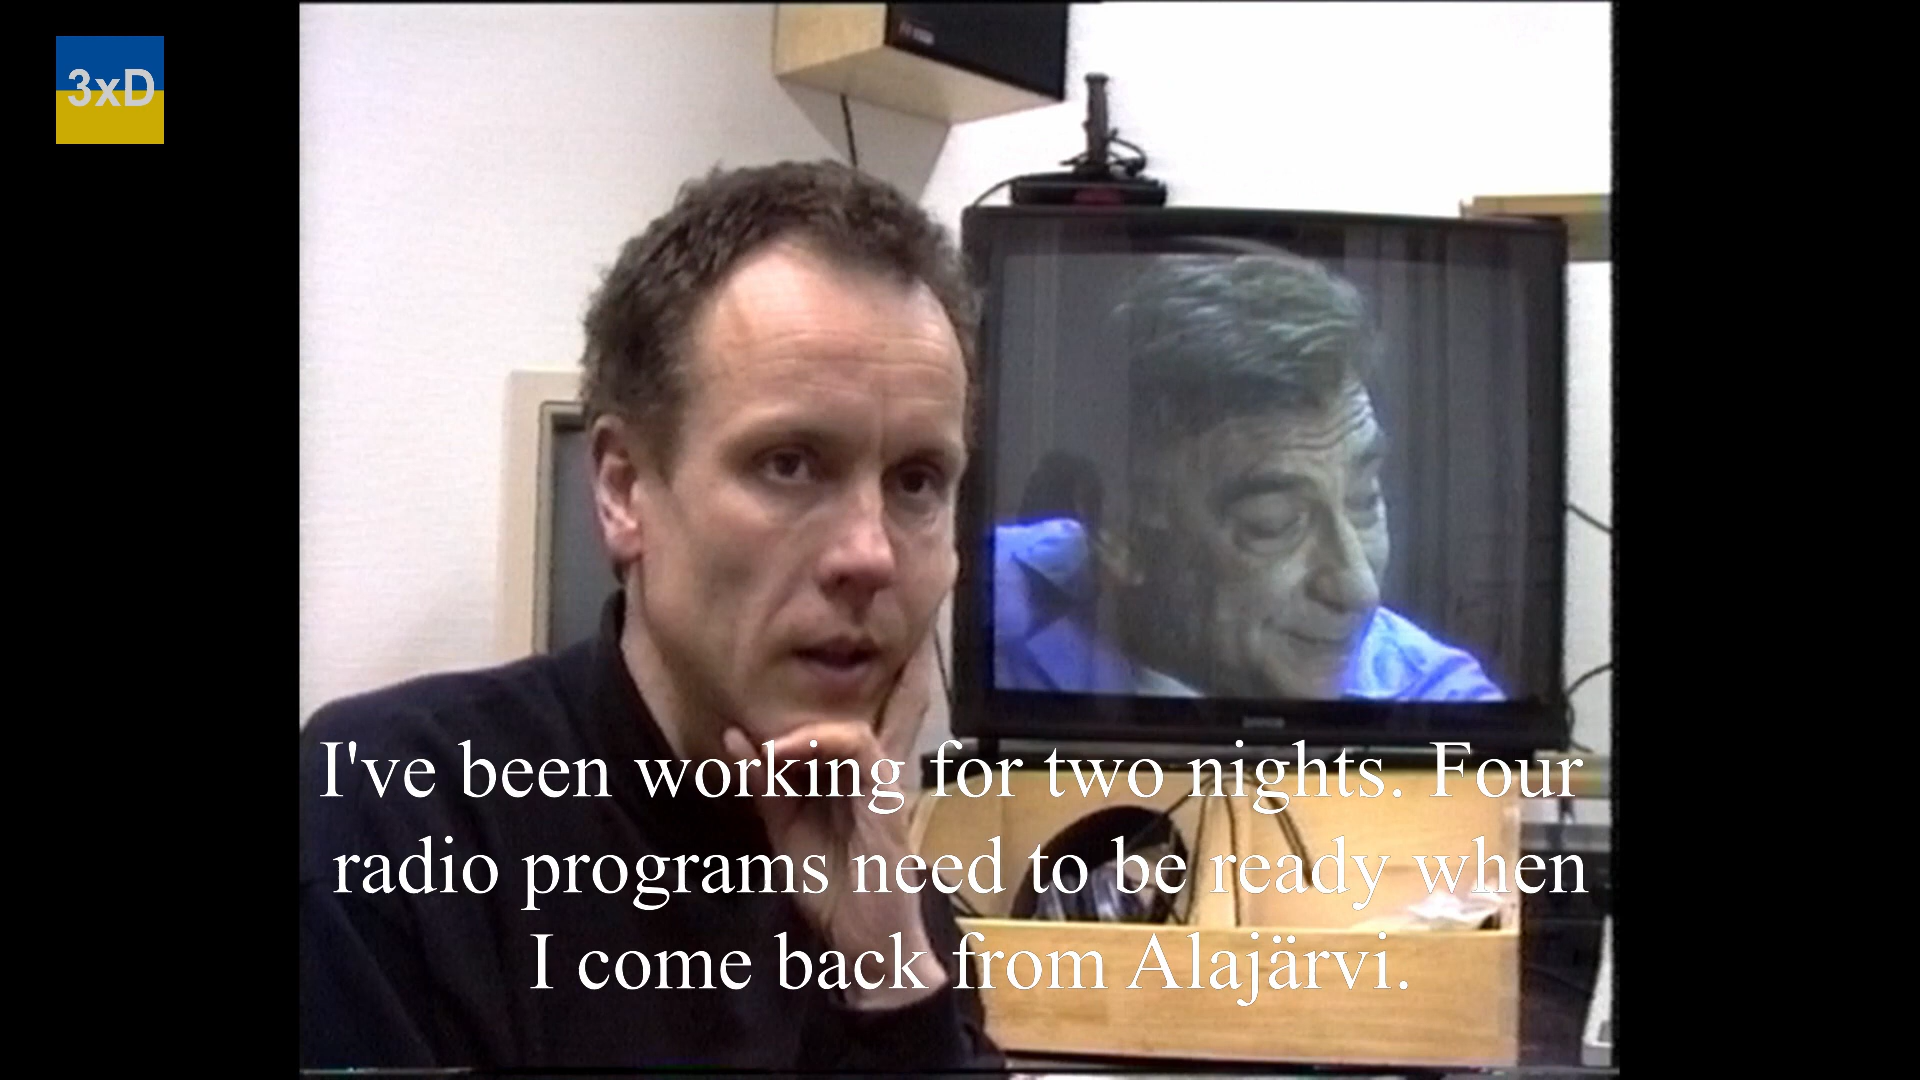 3xD
I've been working for two nights. Four
radio programs need to be ready when
I come back from Alajärvi.